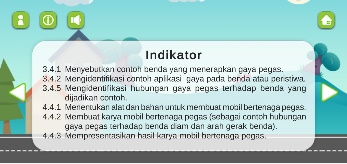 Indikator
3.4.1 Menyebutkan contoh benda yang menerapkan gaya pegas.
3.4.2 Mengidentifikasi contoh aplikasi gaya pada benda atau peristiwa.
3.4.5 Mengidentifikasi hubungan gaya pegas terhadap benda yang
dijadikan contoh.
4.4.1 Menentukan alat dan bahan untuk membuat mobil bertenaga pegas.
4.4.2 Membuat karya mobil bertenaga pegas (sebagai contoh hubungan
gaya pegas terhadap benda diam dan arah gerak benda).
4.4.3 Mempresentasikan hasil karya mobil bertenaga pegas.